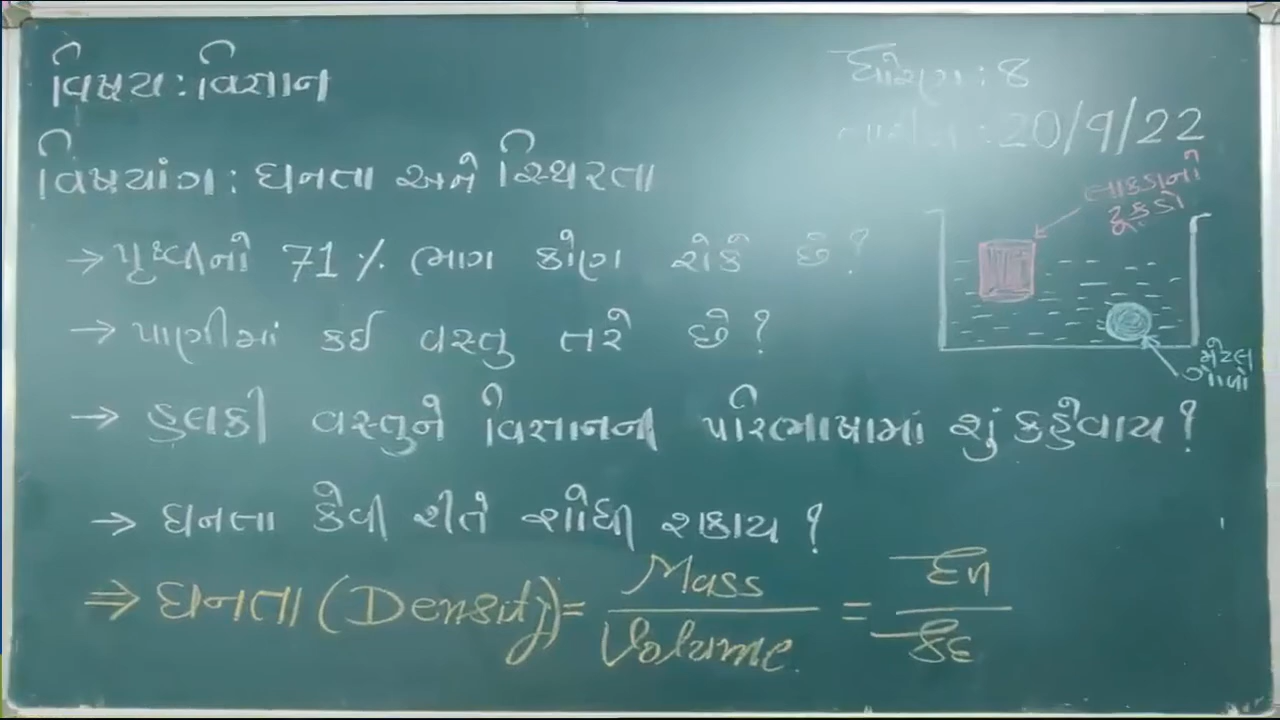 વિષય : વિજ્ઞાન
ધોરણ : 8
તારીખ : 20/9/22
વિષયાંગ : ઘનતા અને સ્થિરતા
લાકડાનો
ટૂકડો
→ પૃથ્વીનો 71 % ભાગ કોણ રોકે છે ?
→ પાણીમાં કઈ વસ્તુ તરે છે ?
મેટલ
ગોળો
→ હલકી વસ્તુને વિજ્ઞાનની પરિભાષામાં શું કહેવાય ?
→ ઘનતા કેવી રીતે શોધી શકાય ?
⇒ ઘનતા (Density) = Mass / Volume = દળ / કદ